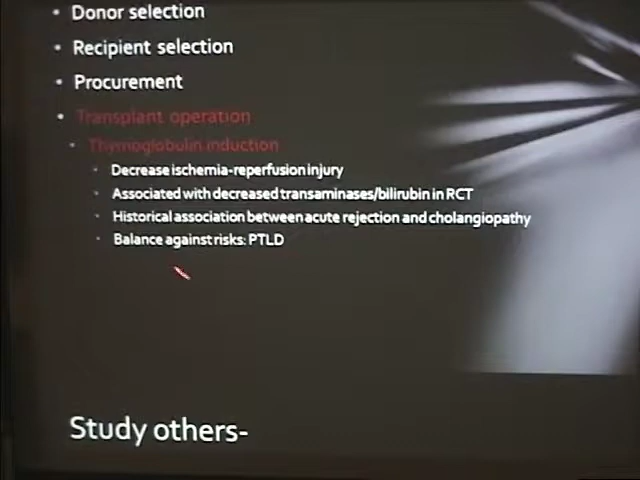 • Donor selection
• Recipient selection
• Procurement
• Transplant operation
• Thymoglobulin induction
• Decrease ischemia-reperfusion injury
• Associated with decreased transaminases/bilirubin in RCT
• Historical association between acute rejection and cholangiopathy
• Balance against risks: PTLD
Study others-